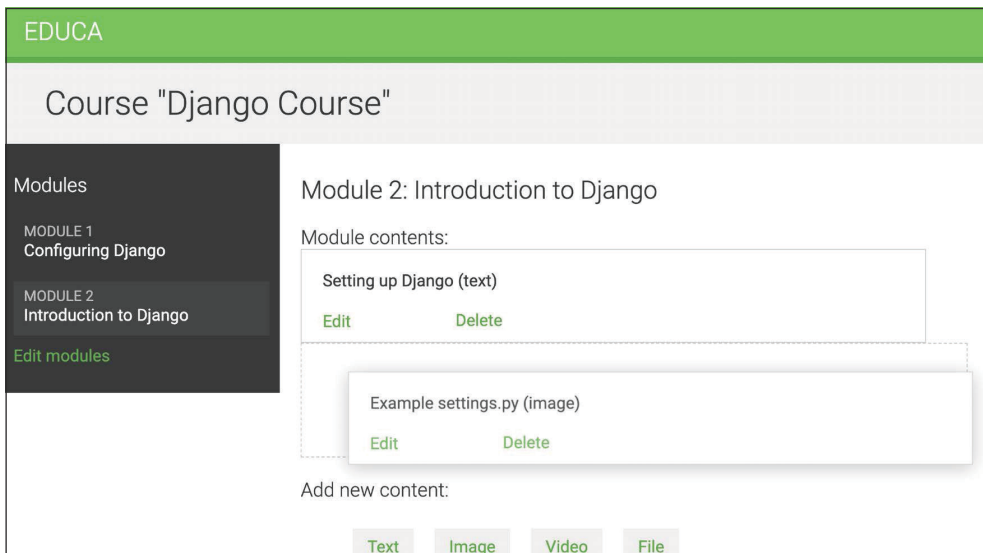 EDUCA
Course "Django Course"
Modules
MODULE 1
Configuring Django
MODULE 2
Introduction to Django
Edit modules
Module 2: Introduction to Django
Module contents:
Setting up Django (text)
Edit Delete
Example settings.py (image)
Edit Delete
Add new content:
Text Image Video File